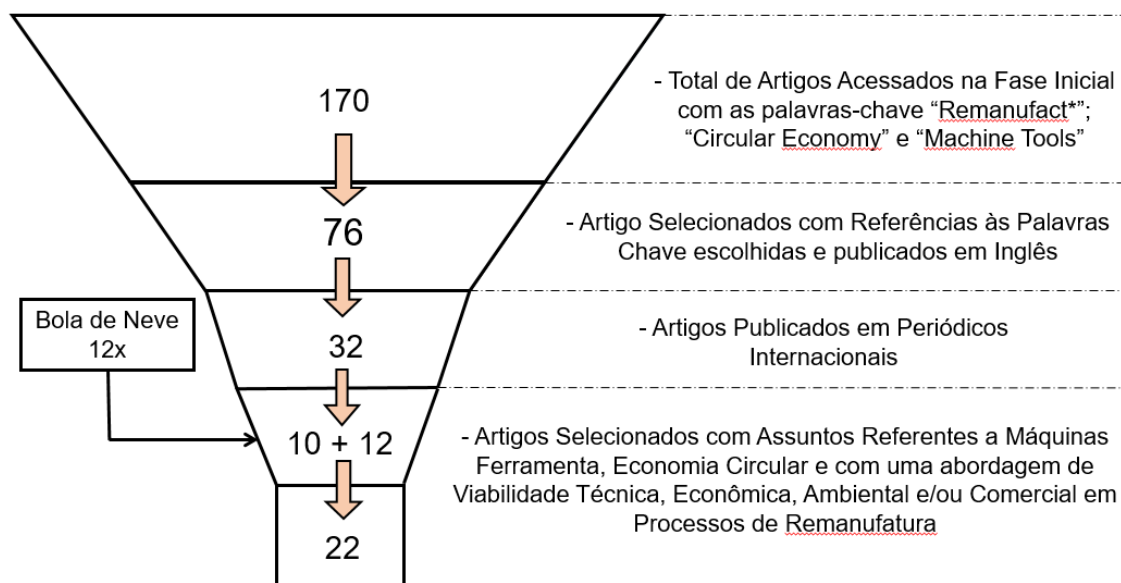 170
- Total de Artigos Acessados na Fase Inicial
com as palavras-chave “Remanufact*”;
“Circular Economy” e “Machine Tools”
76
- Artigo Selecionados com Referências às Palavras
Chave escolhidas e publicados em Inglês
Bola de Neve
12x
32
- Artigos Publicados em Periódicos
Internacionais
10 + 12
- Artigos Selecionados com Assuntos Referentes a Máquinas
Ferramenta, Economia Circular e com uma abordagem de
Viabilidade Técnica, Econômica, Ambiental e/ou Comercial em
Processos de Remanufatura
22